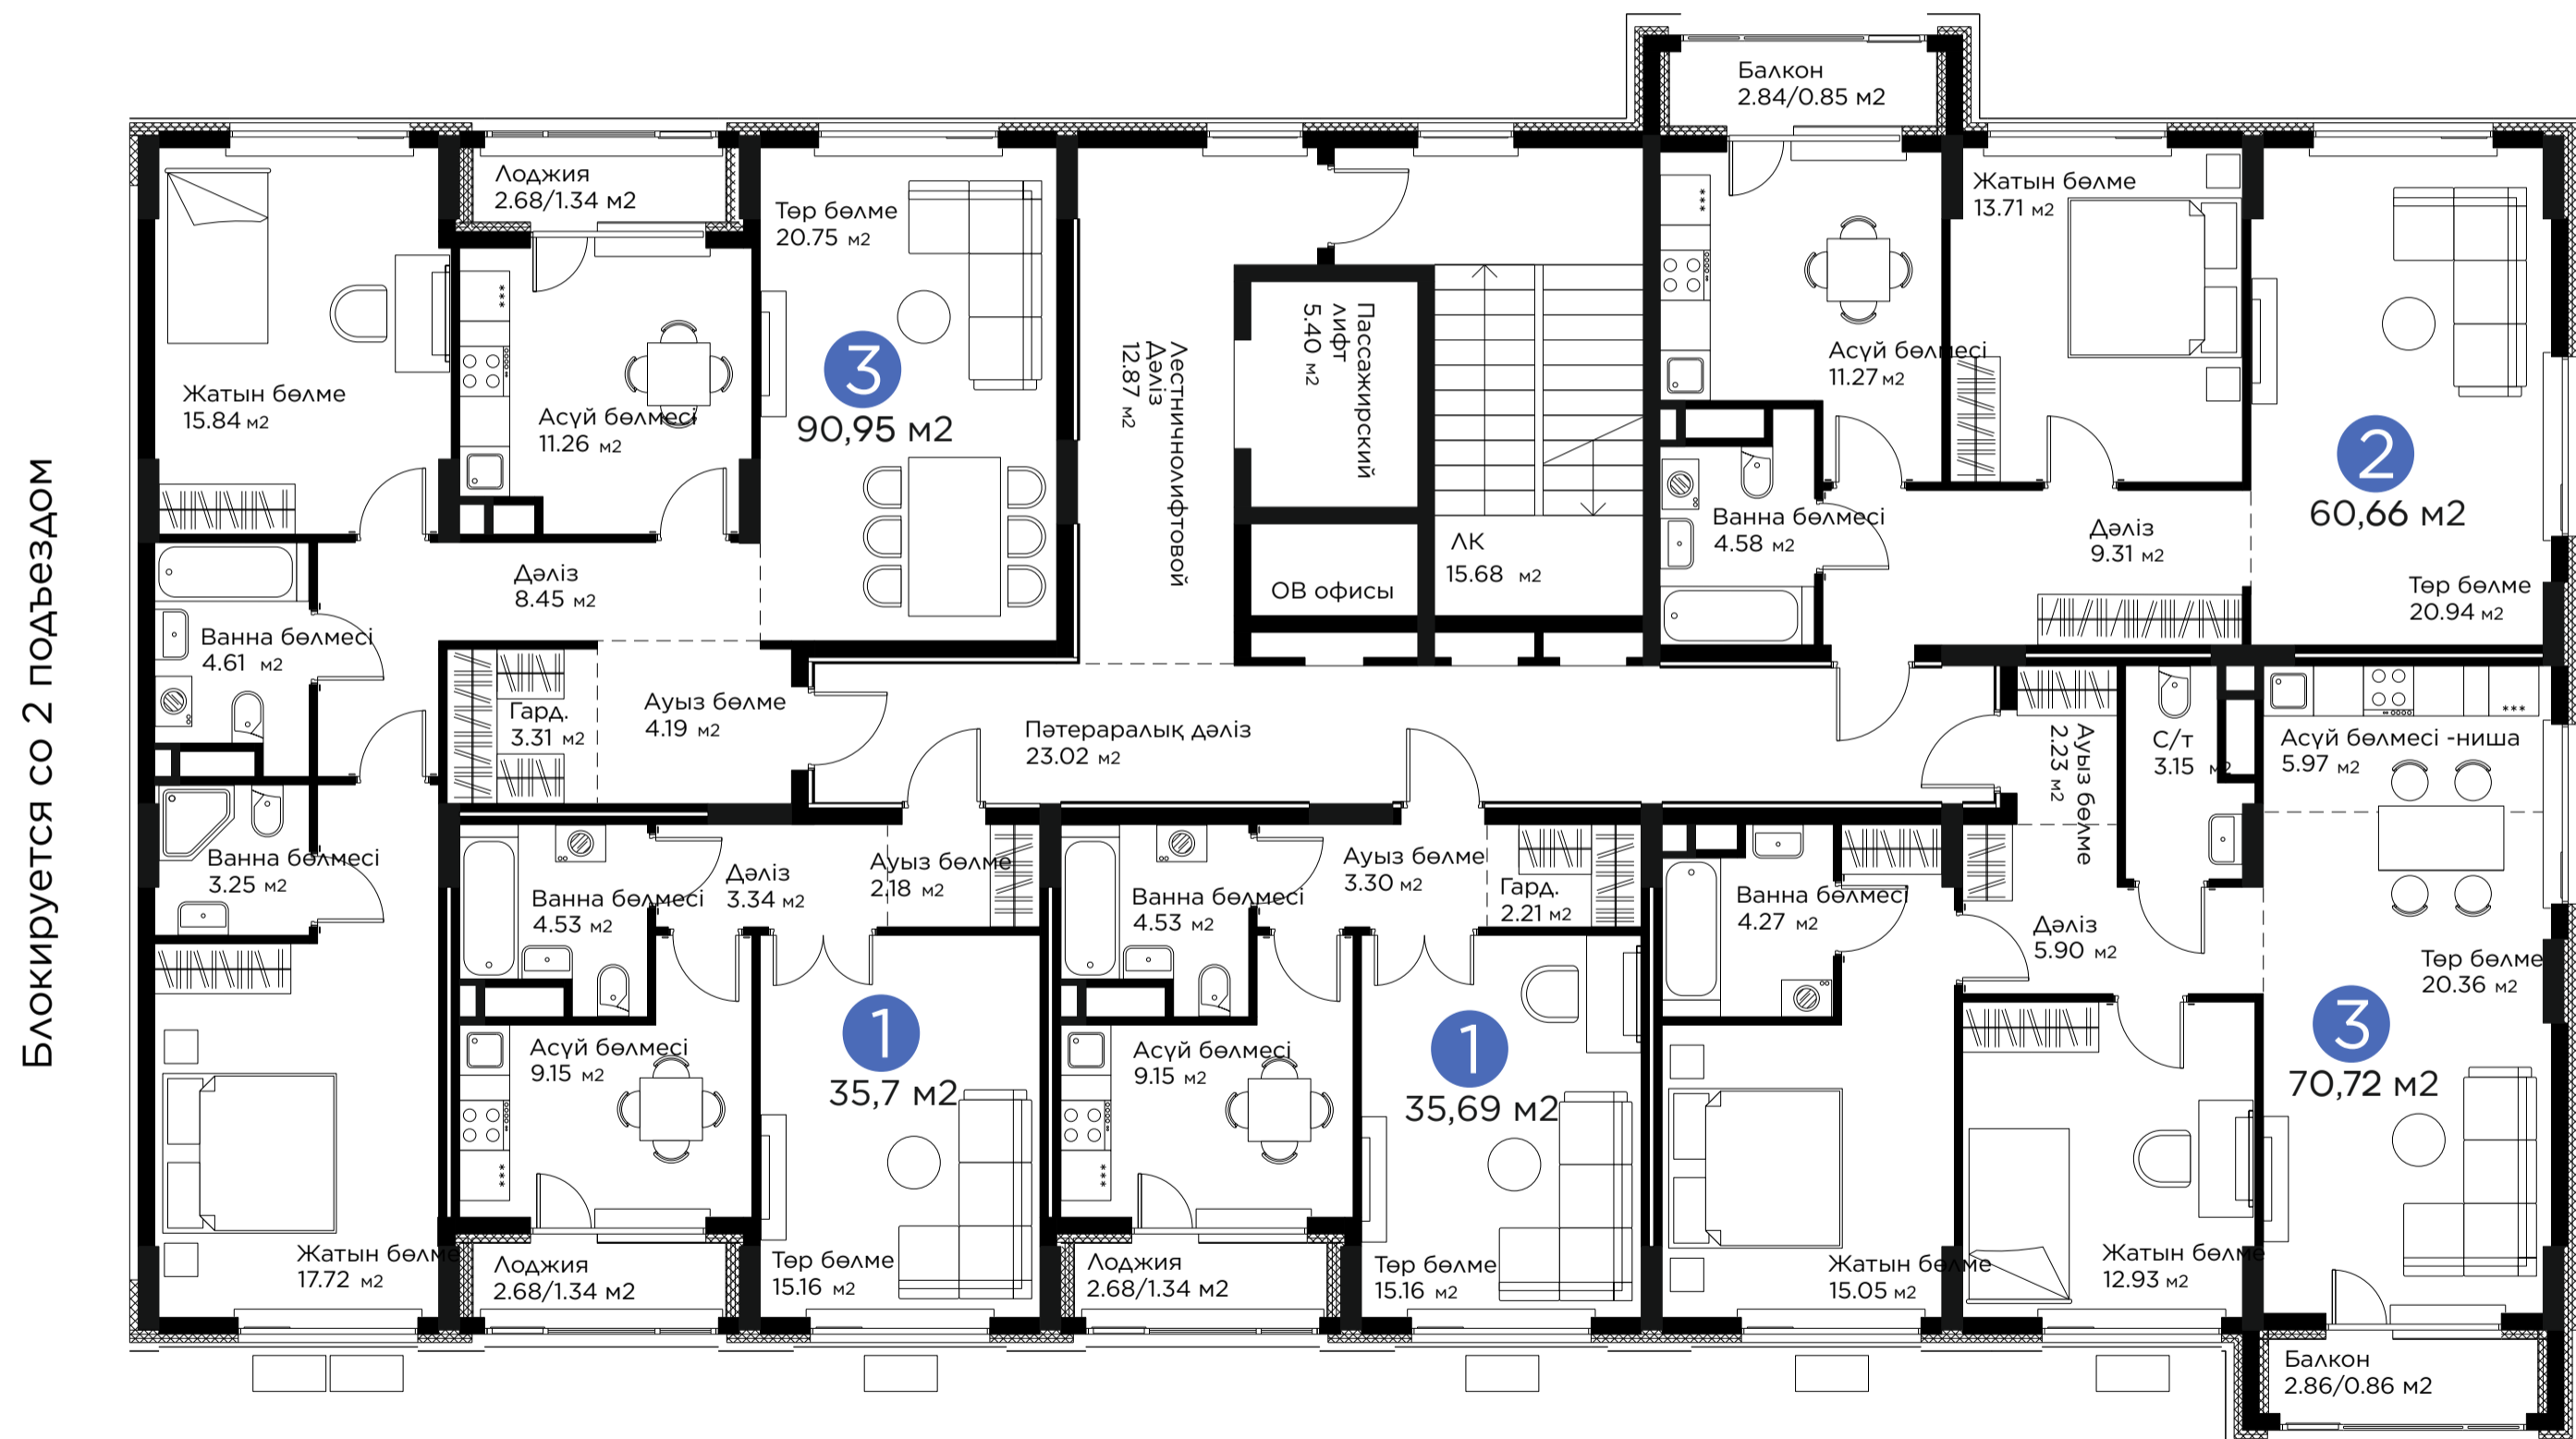 Блокируется со 2 подъездом
Балкон
2.84/0.85 м2
Лоджия
2.68/1.34 м2
Төр бөлме
20.75 м2
Жатын бөлме
15.84 м2
Асүй бөлмесі
11.26 м2
3
90,95 м2
Лестничнолифтовой
Дәліз
12.87 м2
Пассажирский
лифт
5.40 м2
ОВ офисы
ЛК
15.68 м2
Асүй бөлмесі
11.27 м2
Жатын бөлме
13.71 м2
2
60,66 м2
Төр бөлме
20.94 м2
Ванна бөлмесі
4.58 м2
Дәліз
9.31 м2
Дәліз
8.45 м2
Ванна бөлмесі
4.61 м2
Гард.
3.31 м2
Ауыз бөлме
4.19 м2
Пәтераралық дәліз
23.02 м2
Ауыз бөлме
2.23 м2
С/т
3.15 м2
Асүй бөлмесі -ниша
5.97 м2
Ванна бөлмесі
3.25 м2
Ванна бөлмесі
4.53 м2
Дәліз
3.34 м2
Ауыз бөлме
2.18 м2
Ванна бөлмесі
4.53 м2
Ауыз бөлме
3.30 м2
Гард.
2.21 м2
Ванна бөлмесі
4.27 м2
Дәліз
5.90 м2
Төр бөлме
20.36 м2
3
70,72 м2
Асүй бөлмесі
9.15 м2
1
35,7 м2
Асүй бөлмесі
9.15 м2
1
35,69 м2
Жатын бөлме
17.72 м2
Лоджия
2.68/1.34 м2
Төр бөлме
15.16 м2
Лоджия
2.68/1.34 м2
Төр бөлме
15.16 м2
Жатын бөлме
15.05 м2
Жатын бөлме
12.93 м2
Балкон
2.86/0.86 м2